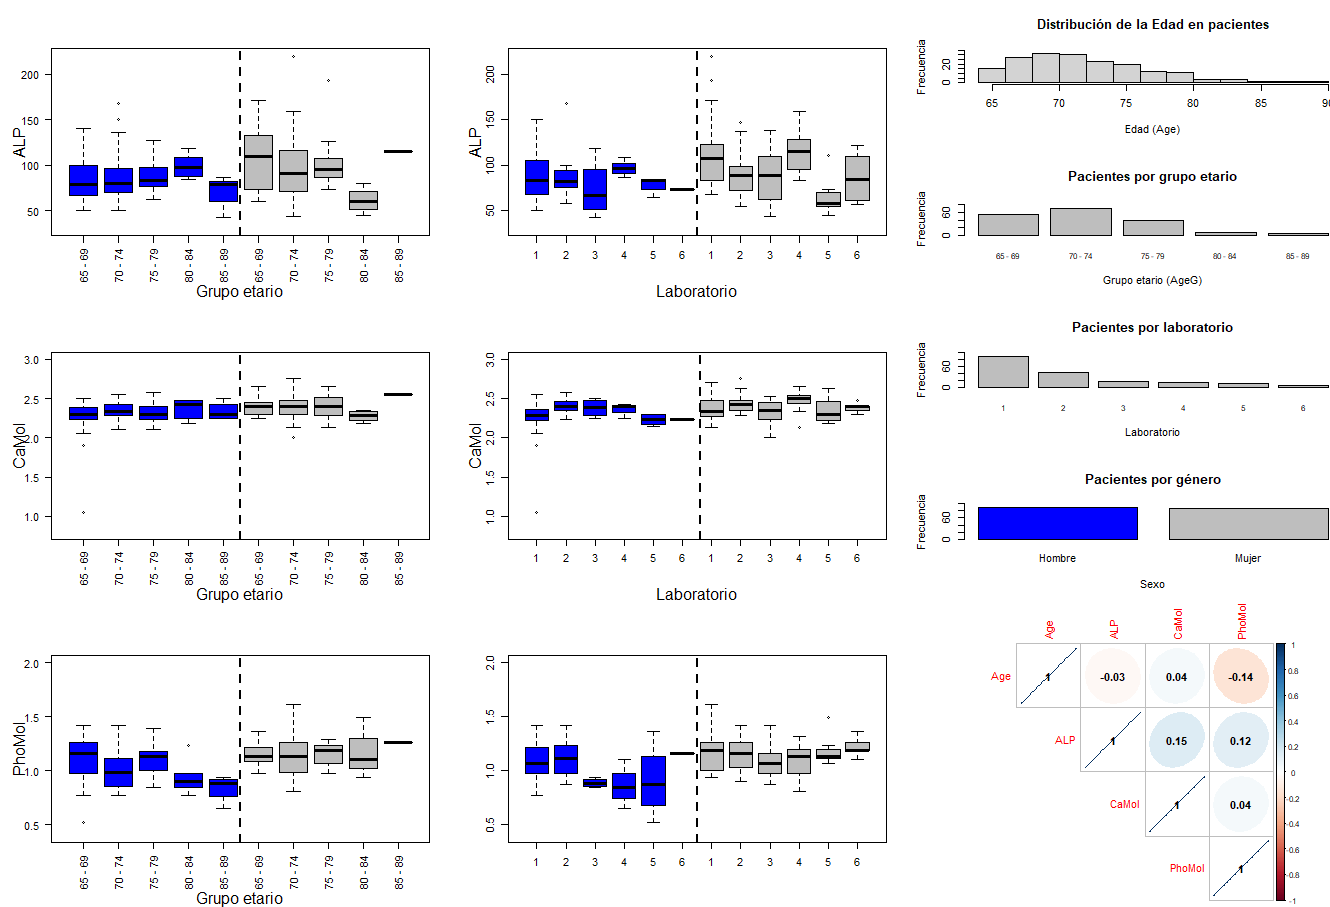 ALP
50
100
150
200
65 - 69
70 - 74
75 - 79
80 - 84
85 - 89
65 - 69
70 - 74
75 - 79
80 - 84
85 - 89
Grupo etario
ALP
50
100
150
200
1 2 3 4 5 6 1 2 3 4 5 6
Laboratorio
Distribución de la Edad en pacientes
Frecuencia
0 20
65 70 75 80 85 90
Edad (Age)
Pacientes por grupo etario
Frecuencia
0 60
65 - 69 70 - 74 75 - 79 80 - 84 85 - 89
Grupo etario (AgeG)
CaMol
1.0
1.5
2.0
2.5
3.0
65 - 69
70 - 74
75 - 79
80 - 84
85 - 89
65 - 69
70 - 74
75 - 79
80 - 84
85 - 89
Grupo etario
CaMol
1.0
1.5
2.0
2.5
3.0
1 2 3 4 5 6 1 2 3 4 5 6
Laboratorio
Pacientes por laboratorio
Frecuencia
0 60
1 2 3 4 5 6
Laboratorio
Pacientes por género
Frecuencia
0 60
Hombre Mujer
Sexo
PhoMol
0.5
1.0
1.5
2.0
65 - 69
70 - 74
75 - 79
80 - 84
85 - 89
65 - 69
70 - 74
75 - 79
80 - 84
85 - 89
Grupo etario
PhoMol
0.5
1.0
1.5
2.0
1 2 3 4 5 6 1 2 3 4 5 6
Laboratorio
Age ALP CaMol PhoMol
Age 1 -0.03 0.04 -0.14
ALP 1 0.15 0.12
CaMol 1 0.04
PhoMol 1
1
0.8
0.6
0.4
0.2
0
-0.2
-0.4
-0.6
-0.8
-1